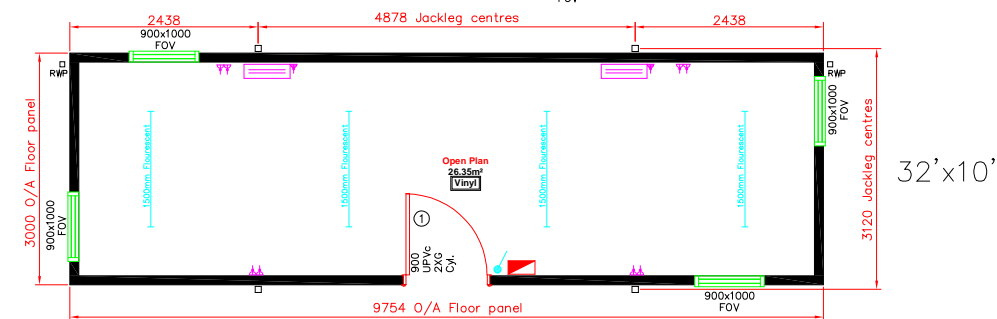 2438
4878 Jackleg centres
2438
900x1000
FOV
RWP
RWP
3000 O/A Floor panel
1500mm Flourescent
1500mm Flourescent
1500mm Flourescent
1500mm Flourescent
900x1000
FOV
3120 Jackleg centres
32'x10'
Open Plan
26.35m²
Vinyl
900x1000
FOV
1
900
UPVc
2XG
Cyl.
900x1000
FOV
9754 O/A Floor panel